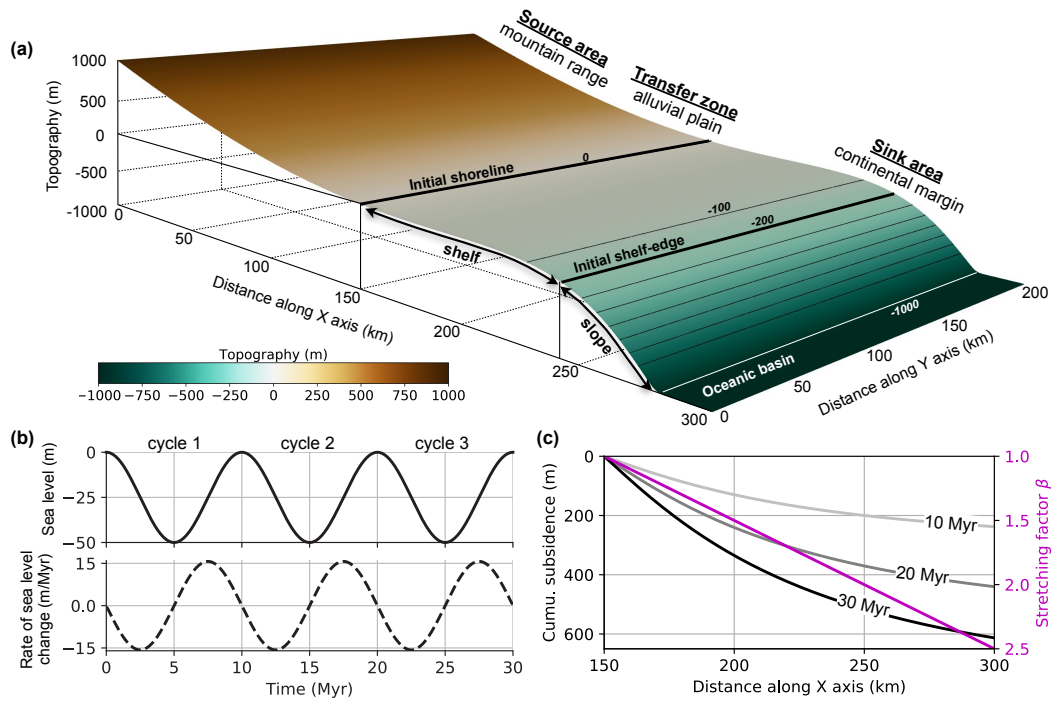 (a)
Source area
mountain range
Transfer zone
alluvial plain
Sink area
continental margin
Topography (m)
1000
500
0
-500
-1000
0
50
100
150
200
250
300
Distance along X axis (km)
Initial shoreline
0
-100
-200
Initial shelf-edge
shelf
slope
-1000
Oceanic basin
0
50
100
150
200
Distance along Y axis (km)
Topography (m)
−1000 −750 −500 −250 0 250 500 750 1000
(b)
cycle 1 cycle 2 cycle 3
Sea level (m)
0
−25
−50
Rate of sea level
change (m/Myr)
15
0.0
−15
0 5 10 15 20 25 30
Time (Myr)
(c)
Cumu. subsidence (m)
0
200
400
600
10 Myr
20 Myr
30 Myr
1.0
1.5
2.0
2.5
Stretching factor β
150 200 250 300
Distance along X axis (km)